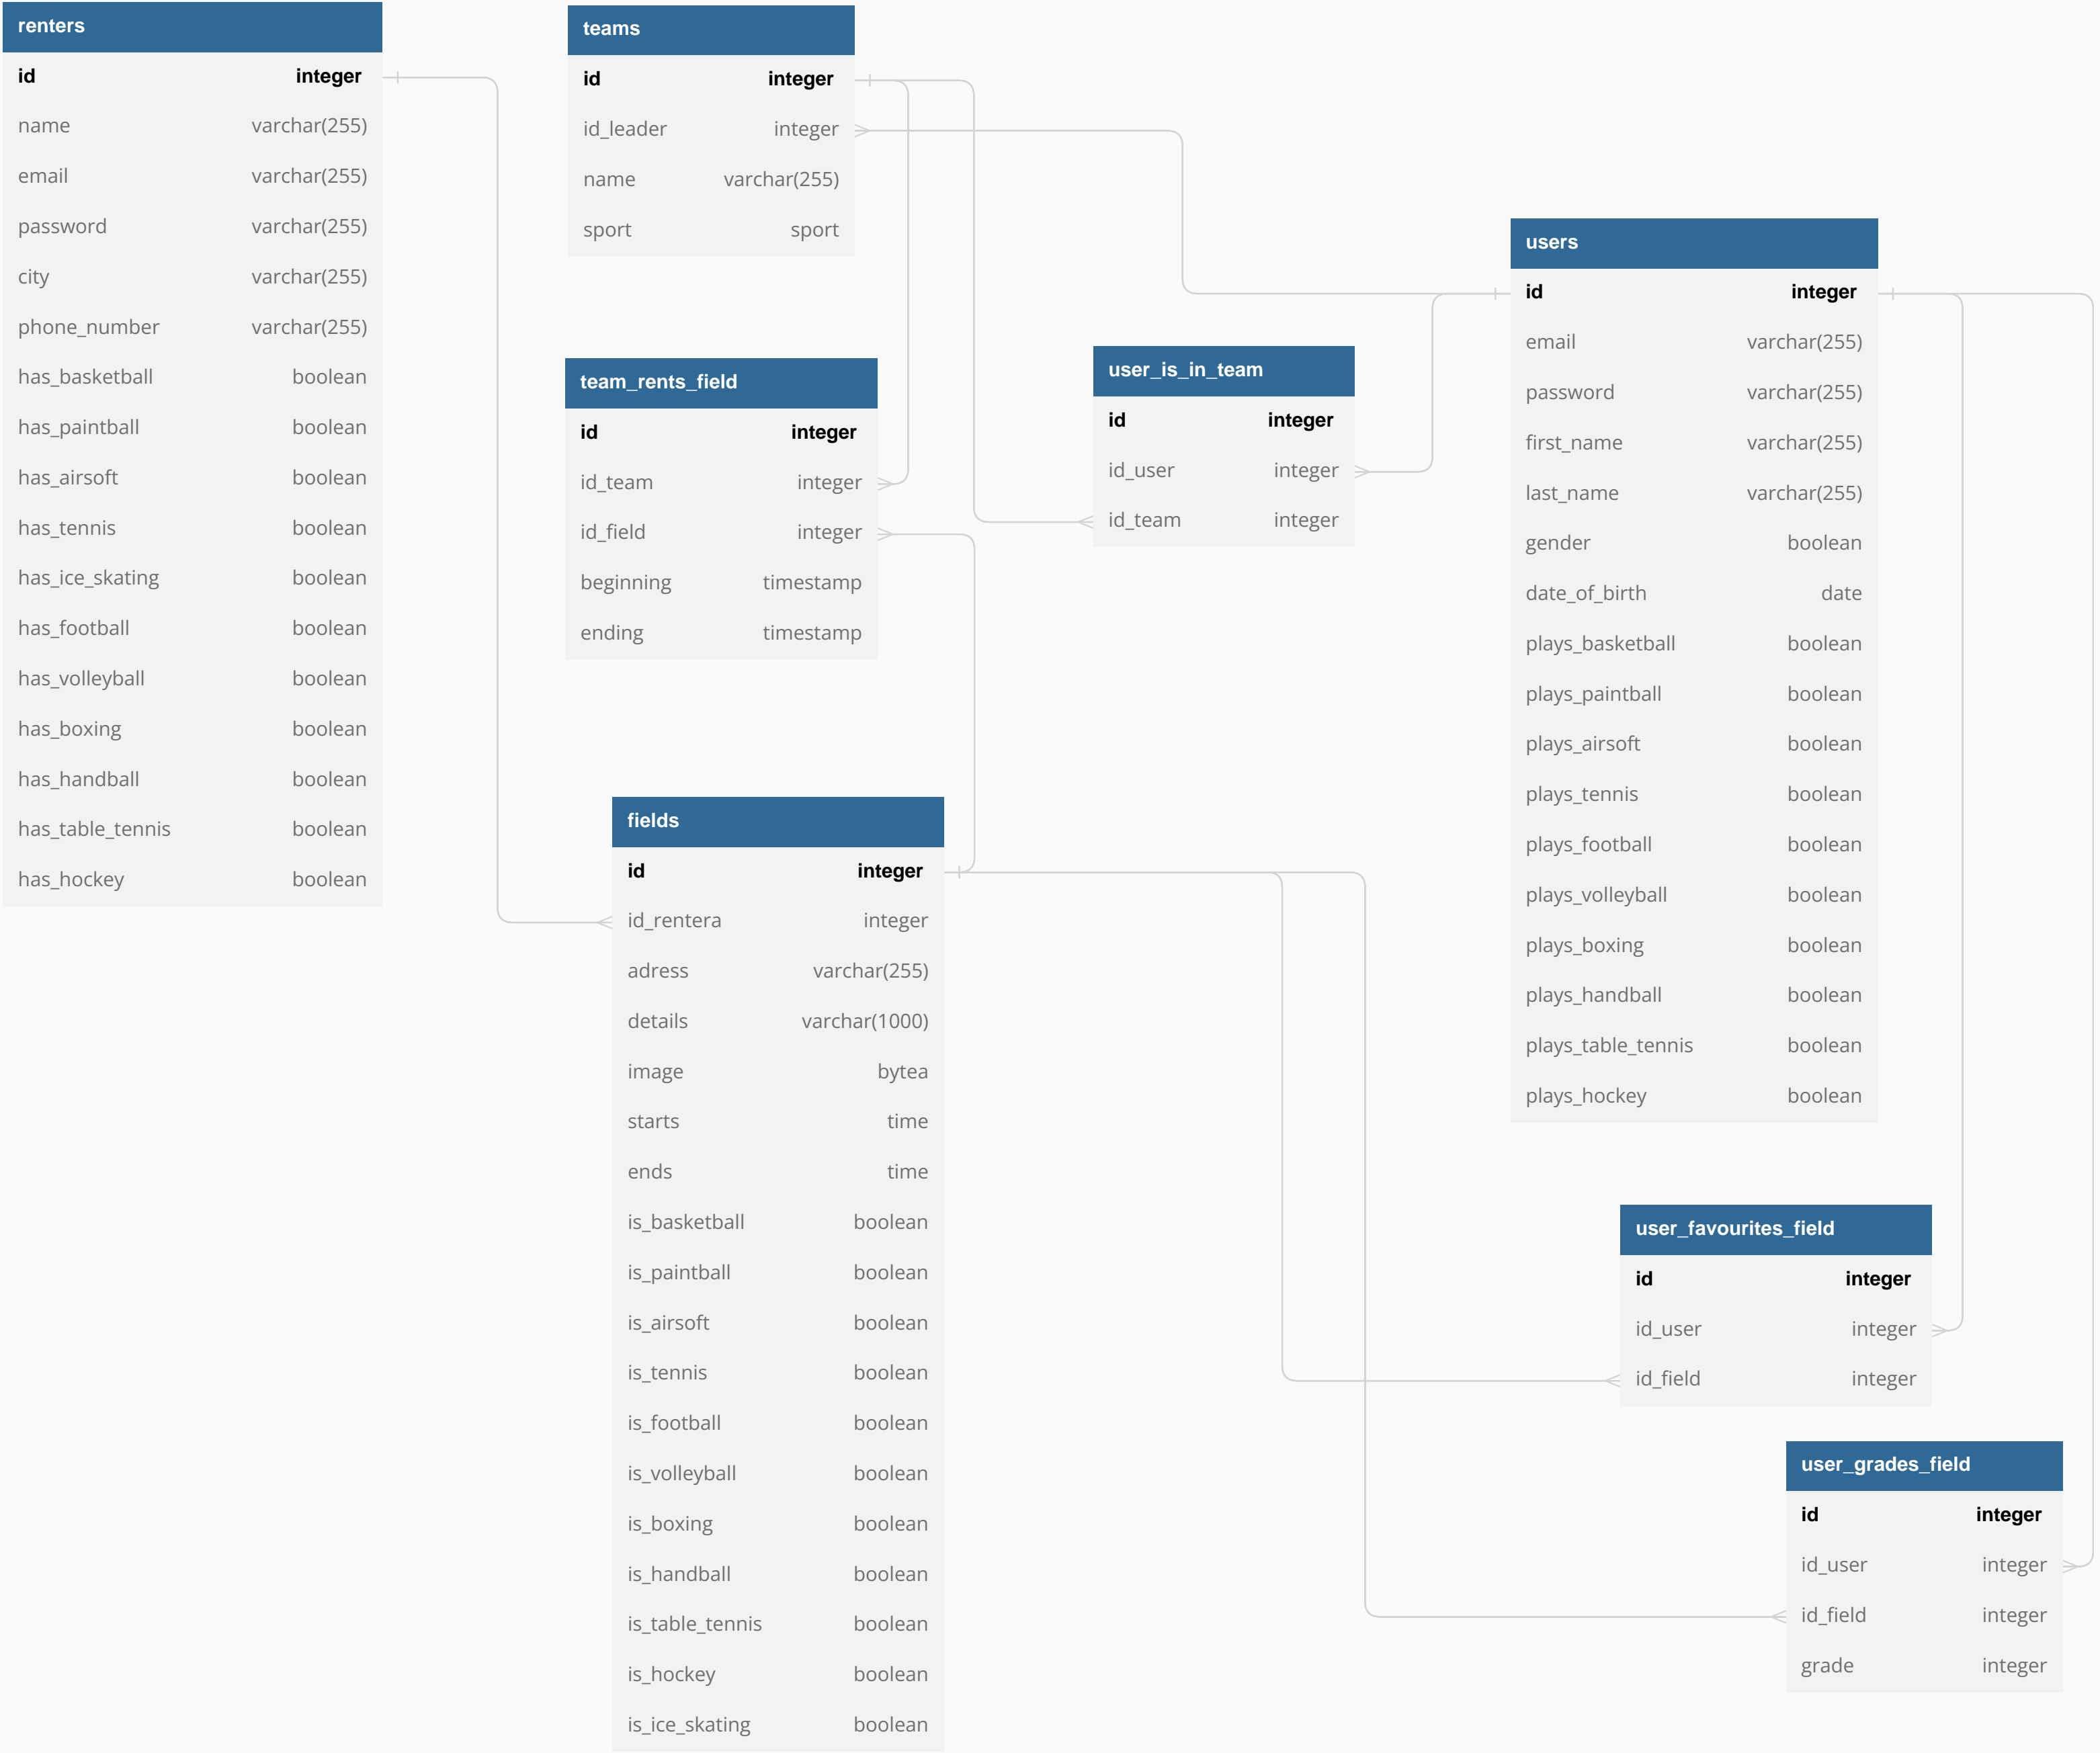 renters
id integer
name varchar(255)
email varchar(255)
password varchar(255)
city varchar(255)
phone_number varchar(255)
has_basketball boolean
has_paintball boolean
has_airsoft boolean
has_tennis boolean
has_ice_skating boolean
has_football boolean
has_volleyball boolean
has_boxing boolean
has_handball boolean
has_table_tennis boolean
has_hockey boolean
teams
id integer
id_leader integer
name varchar(255)
sport sport
team_rents_field
id integer
id_team integer
id_field integer
beginning timestamp
ending timestamp
fields
id integer
id_rentera integer
adress varchar(255)
details varchar(1000)
image bytea
starts time
ends time
is_basketball boolean
is_paintball boolean
is_airsoft boolean
is_tennis boolean
is_football boolean
is_volleyball boolean
is_boxing boolean
is_handball boolean
is_table_tennis boolean
is_hockey boolean
is_ice_skating boolean
user_is_in_team
id integer
id_user integer
id_team integer
users
id integer
email varchar(255)
password varchar(255)
first_name varchar(255)
last_name varchar(255)
gender boolean
date_of_birth date
plays_basketball boolean
plays_paintball boolean
plays_airsoft boolean
plays_tennis boolean
plays_football boolean
plays_volleyball boolean
plays_boxing boolean
plays_handball boolean
plays_table_tennis boolean
plays_hockey boolean
user_favourites_field
id integer
id_user integer
id_field integer
user_grades_field
id integer
id_user integer
id_field integer
grade integer